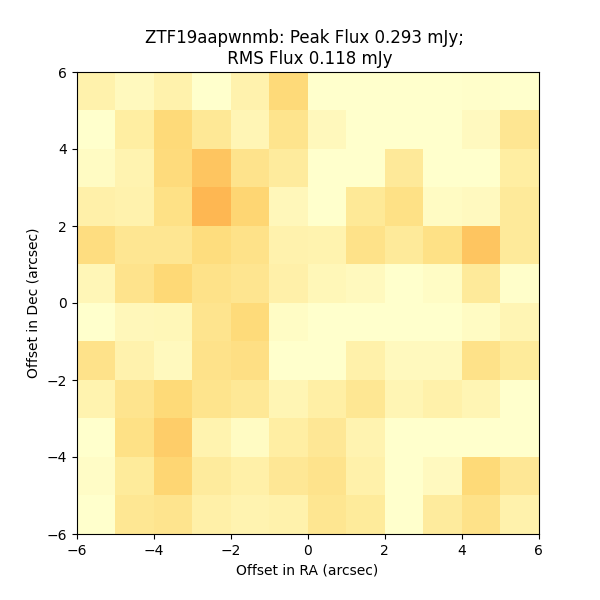 ZTF19aapwnmb: Peak Flux 0.293 mJy;
RMS Flux 0.118 mJy
6
4
2
0
−2
−4
−6
Offset in Dec (arcsec)
−6 −4 −2 0 2 4 6
Offset in RA (arcsec)